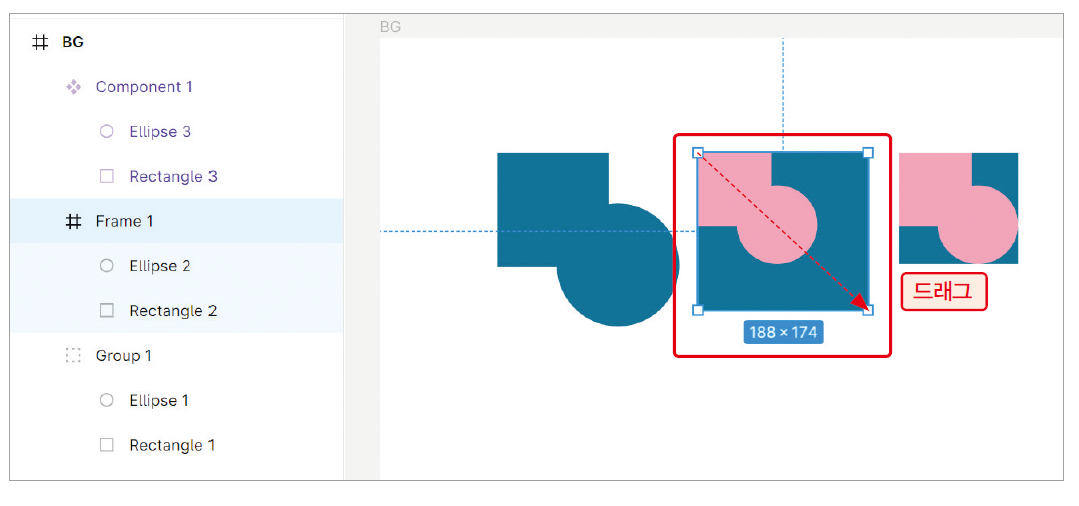 BG
Component 1
Ellipse 3
Rectangle 3
Frame 1
Ellipse 2
Rectangle 2
Group 1
Ellipse 1
Rectangle 1
BG
드래그
188 × 174